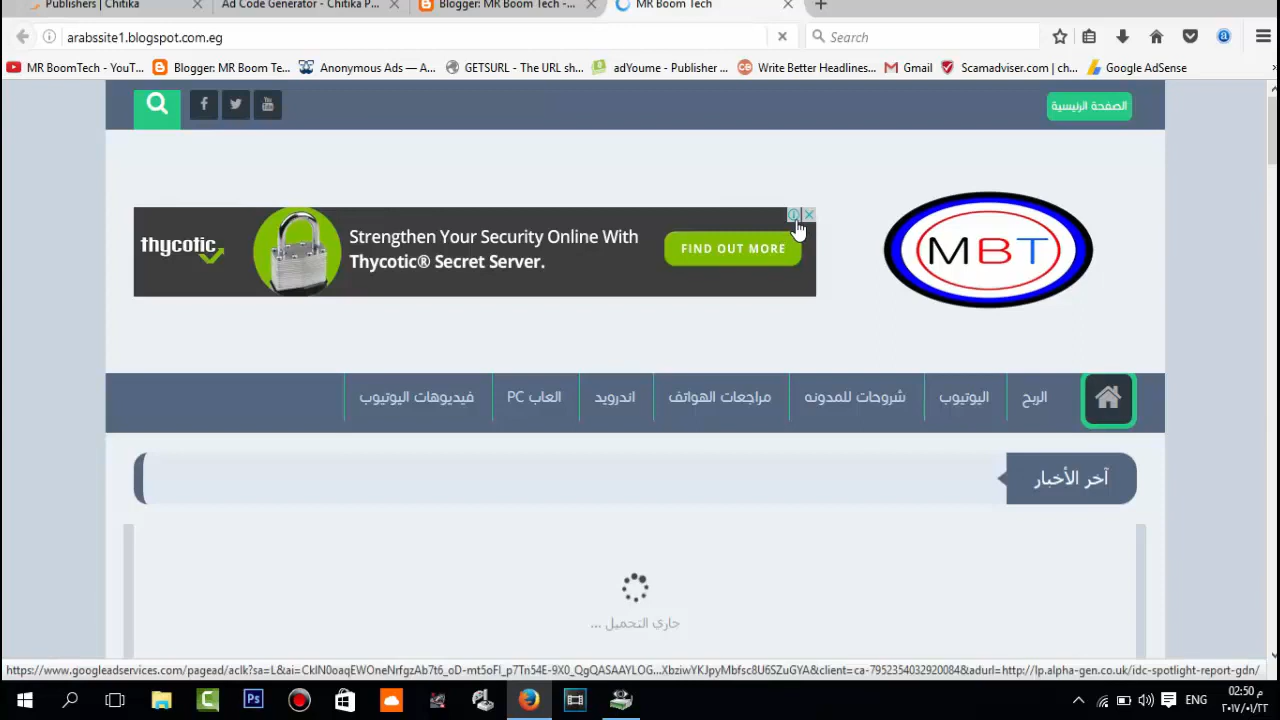 Publishers | Chitika
Ad Code Generator - Chitika P...
Blogger: MR Boom Tech -...
MR Boom Tech
arabssite1.blogspot.com.eg
Search
MR BoomTech - YouT...
Blogger: MR Boom Te...
Anonymous Ads — A...
GETSURL - The URL sh...
adYoume - Publisher ...
Write Better Headlines...
Gmail
Scamadviser.com | ch...
Google AdSense
الصفحة الرئيسية
thycotic
Strengthen Your Security Online With
Thycotic® Secret Server.
FIND OUT MORE
MBT
الربح
اليوتيوب
شروحات للمدونه
مراجعات الهواتف
اندرويد
العاب PC
فيديوهات اليوتيوب
آخر الأخبار
جاري التحميل ...
https://www.googleadservices.com/pagead/aclk?sa=L&ai=CkIN0oaqEWOneNrfgzAb7t6_oD-mt5oFI_p7Tn54E-9X0_QgQASAAYLOG...XbziwYKJpyMbfsc8U6SZuGYA&client=ca-7952354032920084&adurl=http://lp.alpha-gen.co.uk/idc-spotlight-report-gdn/
ENG
02:50 م
٢٠١٧/٠١/٢٢